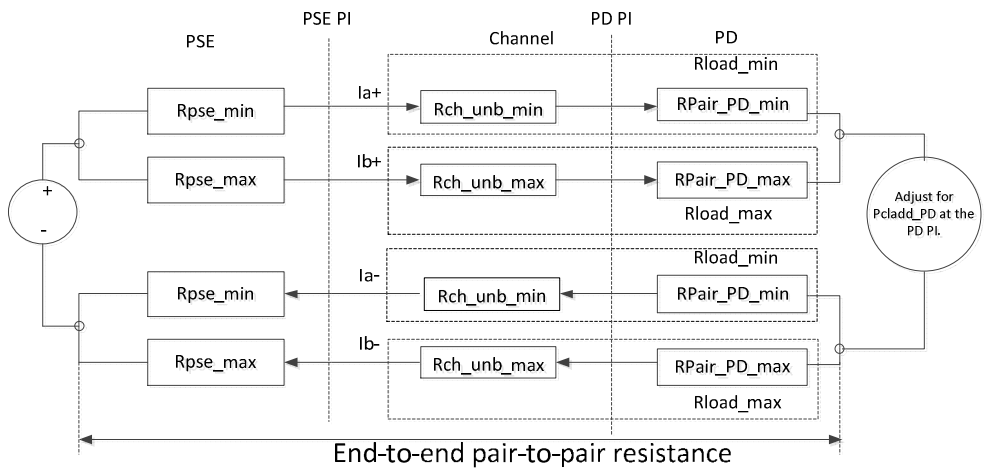 PSE PI
PD PI
PSE
Channel
PD
Rload_min
Rpse_min
Ia+
Rch_unb_min
RPair_PD_min
Rpse_max
Ib+
Rch_unb_max
RPair_PD_max
Rload_max
+
-
Adjust for
Pcladd_PD at the
PD PI.
Rload_min
Rpse_min
Ia-
Rch_unb_min
RPair_PD_min
Rpse_max
Ib-
Rch_unb_max
RPair_PD_max
Rload_max
End-to-end pair-to-pair resistance